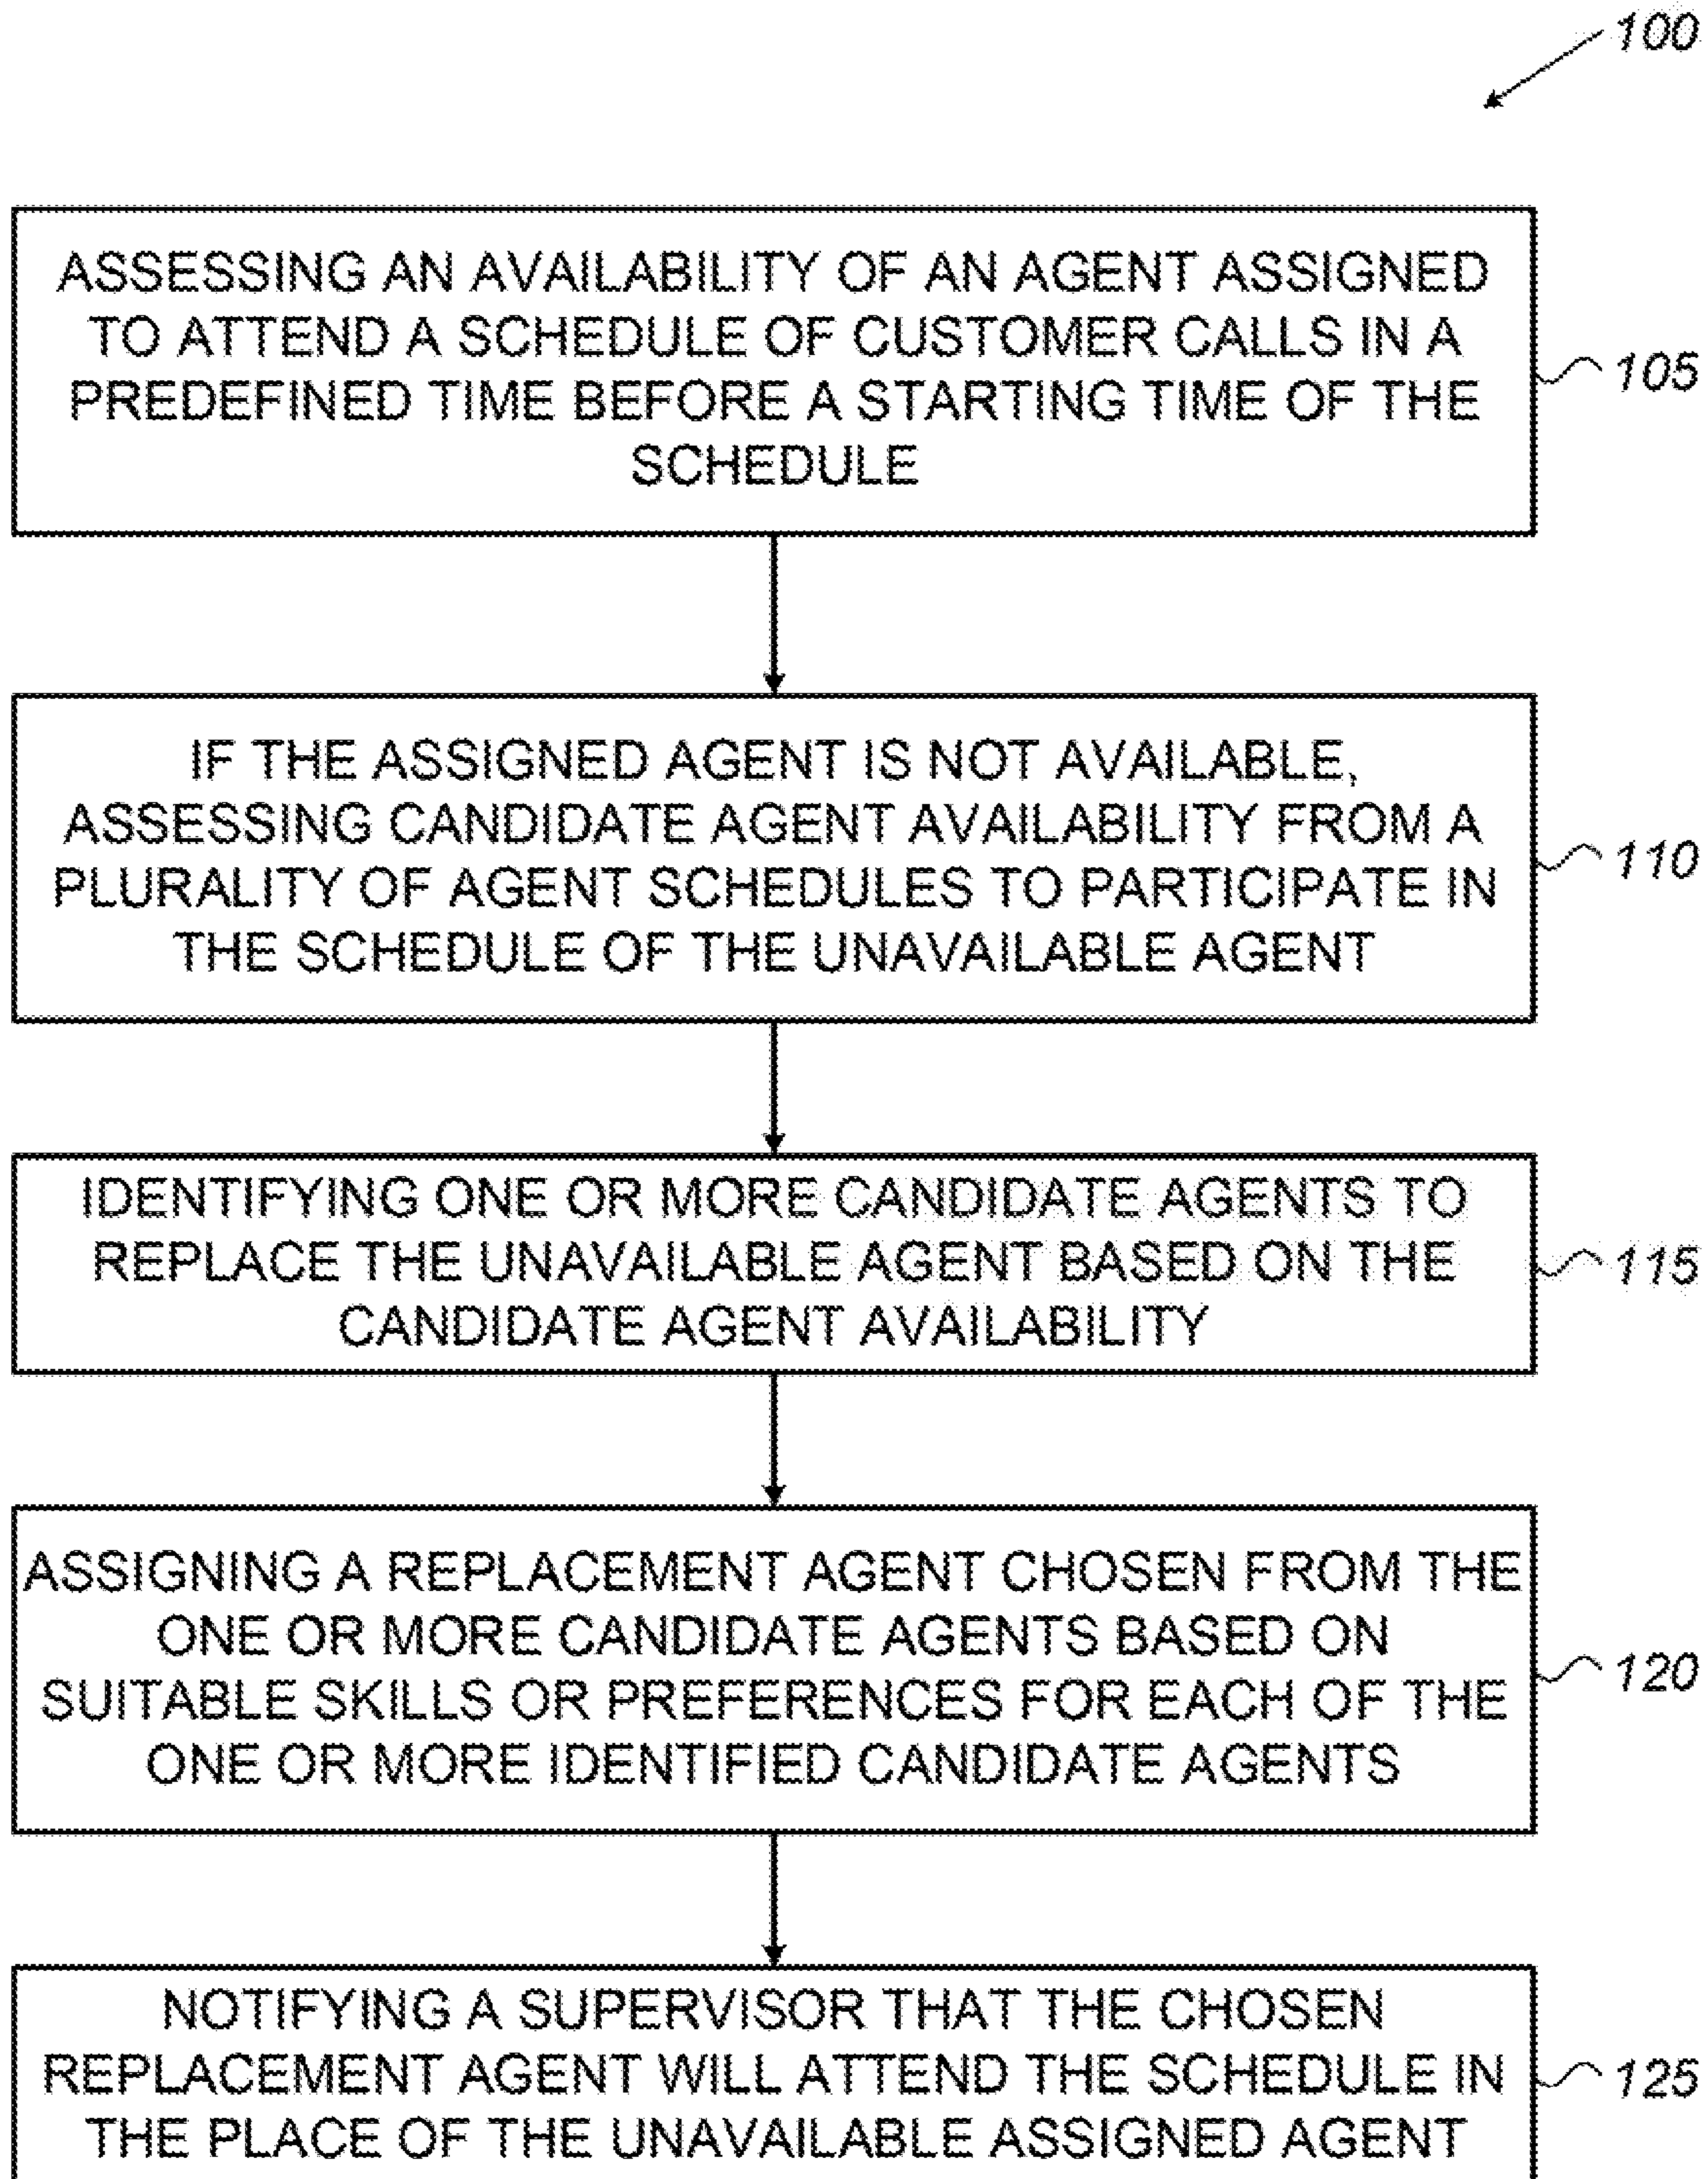 100
ASSESSING AN AVAILABILITY OF AN AGENT ASSIGNED
TO ATTEND A SCHEDULE OF CUSTOMER CALLS IN A
PREDEFINED TIME BEFORE A STARTING TIME OF THE
SCHEDULE
105
IF THE ASSIGNED AGENT IS NOT AVAILABLE,
ASSESSING CANDIDATE AGENT AVAILABILITY FROM A
PLURALITY OF AGENT SCHEDULES TO PARTICIPATE IN
THE SCHEDULE OF THE UNAVAILABLE AGENT
110
IDENTIFYING ONE OR MORE CANDIDATE AGENTS TO
REPLACE THE UNAVAILABLE AGENT BASED ON THE
CANDIDATE AGENT AVAILABILITY
115
ASSIGNING A REPLACEMENT AGENT CHOSEN FROM THE
ONE OR MORE CANDIDATE AGENTS BASED ON
SUITABLE SKILLS OR PREFERENCES FOR EACH OF THE
ONE OR MORE IDENTIFIED CANDIDATE AGENTS
120
NOTIFYING A SUPERVISOR THAT THE CHOSEN
REPLACEMENT AGENT WILL ATTEND THE SCHEDULE IN
THE PLACE OF THE UNAVAILABLE ASSIGNED AGENT
125